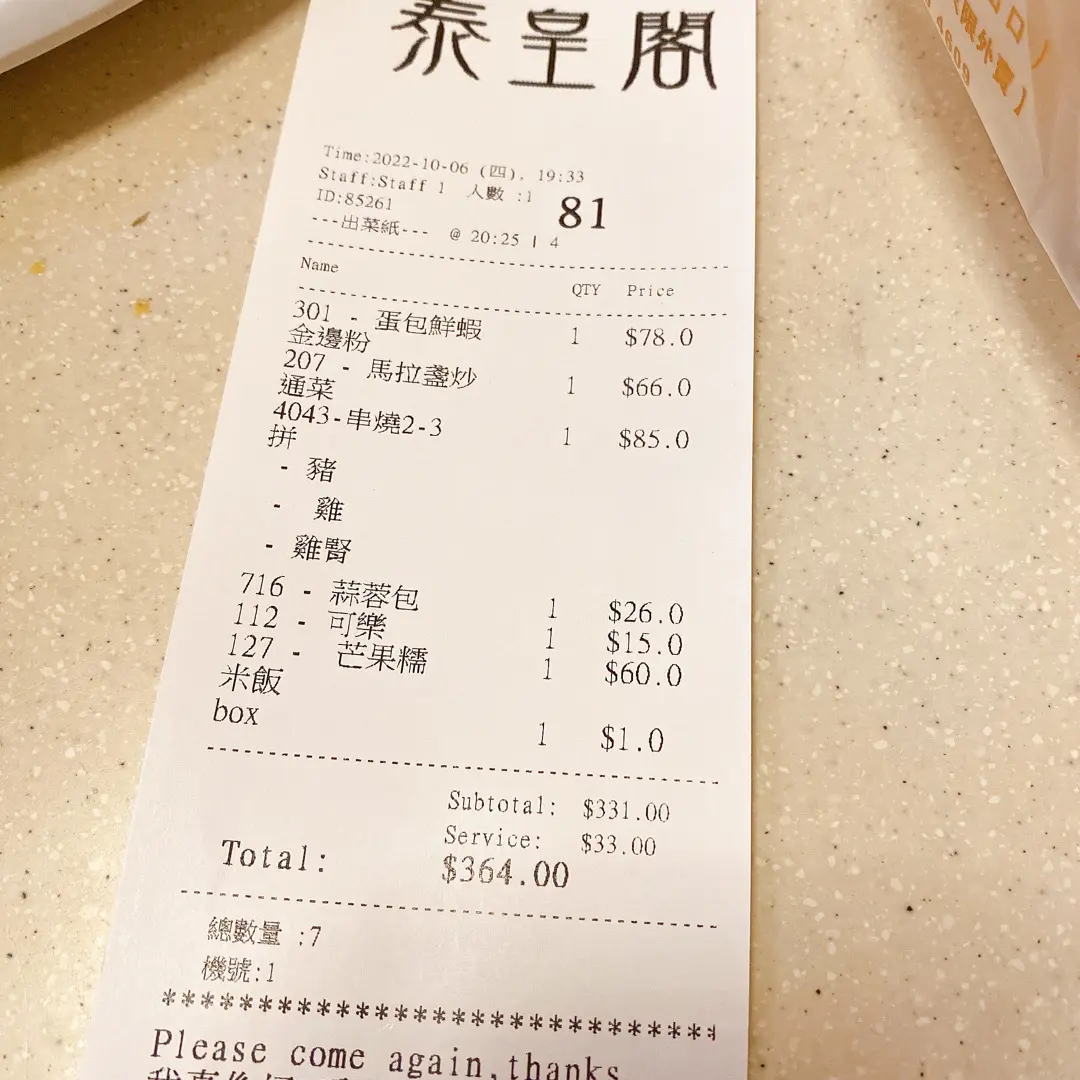 泰皇閣
Time:2022-10-06 (四), 19:33
Staff:Staff 1 人數 :1
ID:85261
81
---出菜紙--- @ 20:25 | 4
Name QTY Price
301 - 蛋包鮮蝦 1 $78.0
金邊粉
207 - 馬拉盞炒 1 $66.0
通菜
4043-串燒2-3 1 $85.0
拼
- 豬
- 雞
- 雞腎
716 - 蒜蓉包 1 $26.0
112 - 可樂 1 $15.0
127 - 芒果糯 1 $60.0
米飯
box 1 $1.0
Subtotal: $331.00
Service: $33.00
Total: $364.00
總數量 :7
機號:1
******************************
Please come again,thanks
限外賣】